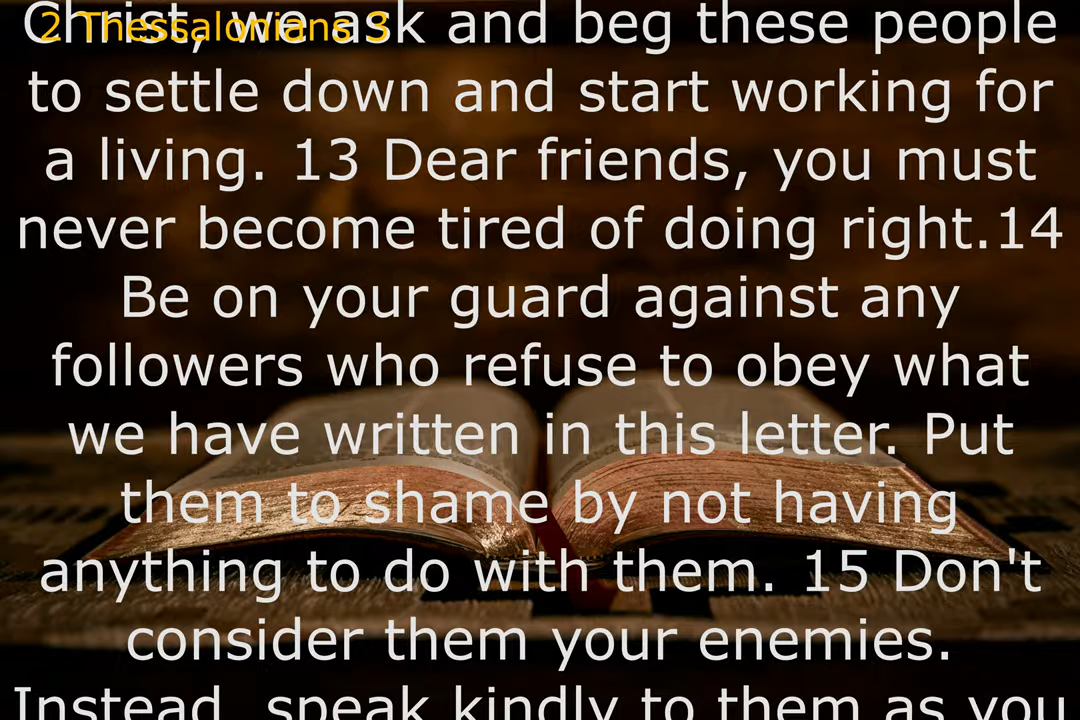 2 Thessalonians 3
Christ, we ask and beg these people
to settle down and start working for
a living. 13 Dear friends, you must
never become tired of doing right.14
Be on your guard against any
followers who refuse to obey what
we have written in this letter. Put
them to shame by not having
anything to do with them. 15 Don't
consider them your enemies.
Instead, speak kindly to them as you